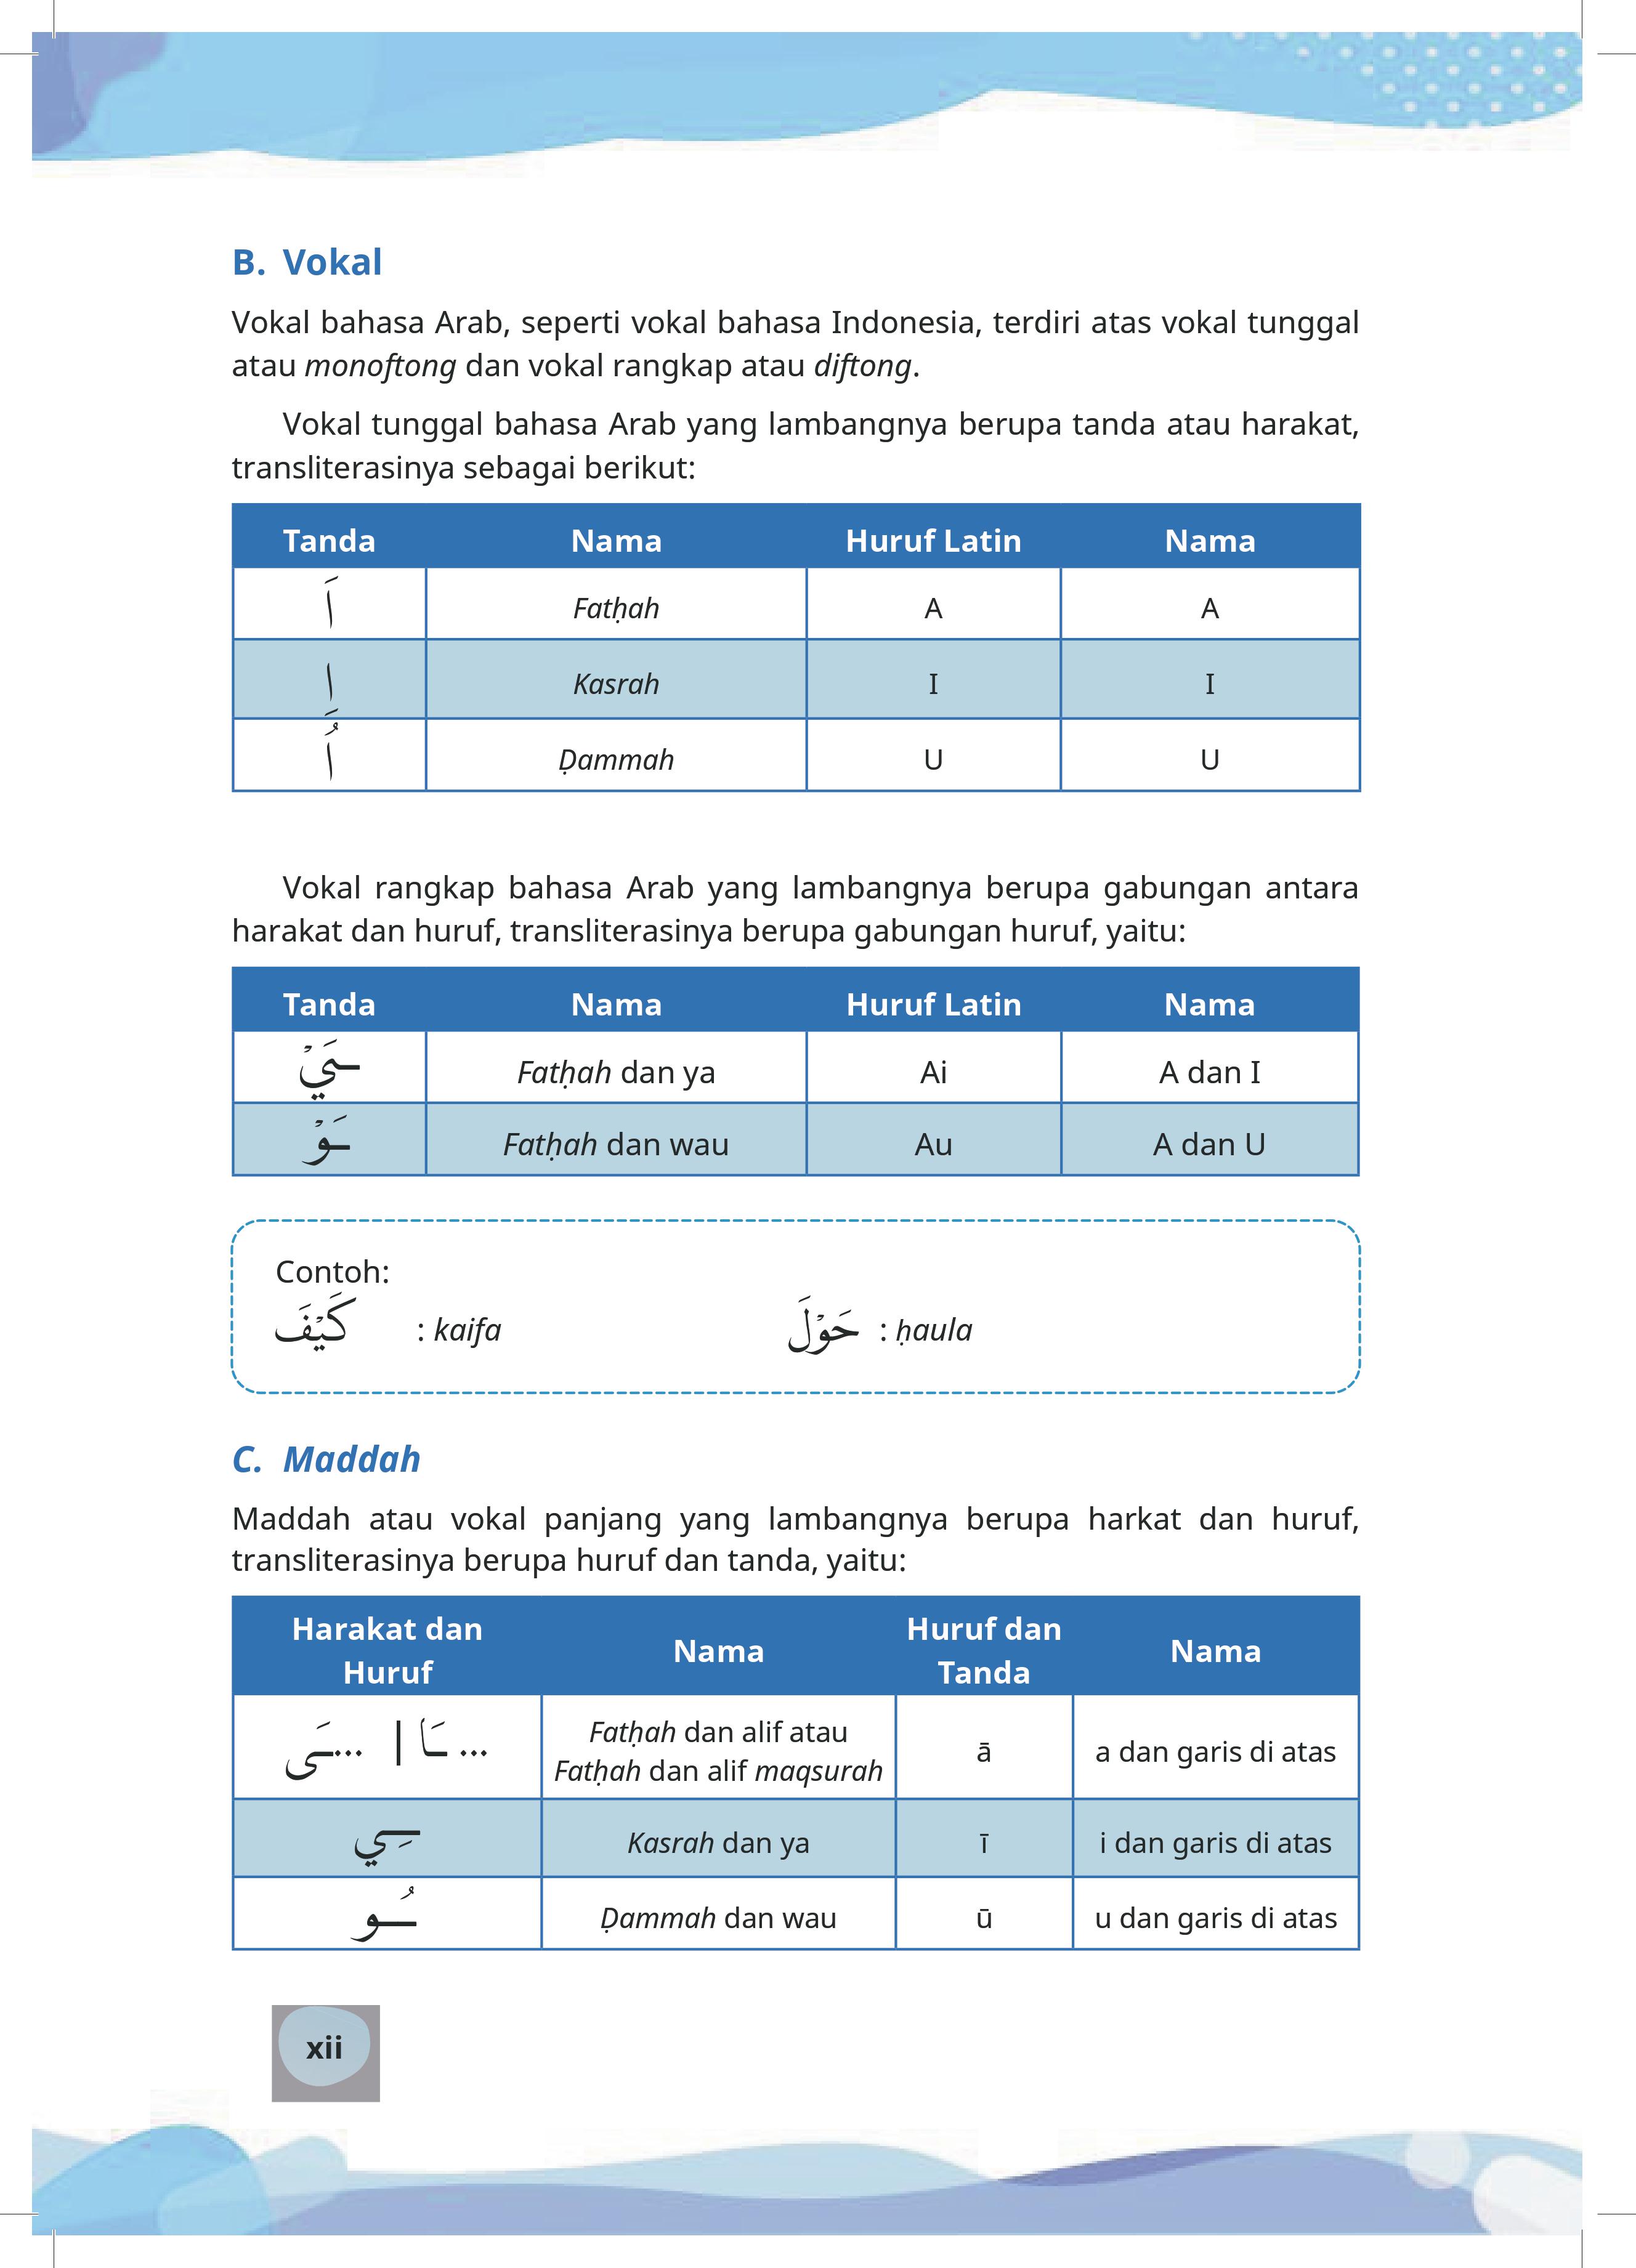 B. Vokal
Vokal bahasa Arab, seperti vokal bahasa Indonesia, terdiri atas vokal tunggal
atau monoftong dan vokal rangkap atau diftong.
Vokal tunggal bahasa Arab yang lambangnya berupa tanda atau harakat,
transliterasinya sebagai berikut:
Tanda Nama Huruf Latin Nama
اَ Fatḥah A A
اِ Kasrah I I
اُ Ḍammah U U
Vokal rangkap bahasa Arab yang lambangnya berupa gabungan antara
harakat dan huruf, transliterasinya berupa gabungan huruf, yaitu:
Tanda Nama Huruf Latin Nama
ـَيْ Fatḥah dan ya Ai A dan I
ـَوْ Fatḥah dan wau Au A dan U
Contoh:
كَيْفَ : kaifa حَوْلَ : ḥaula
C. Maddah
Maddah atau vokal panjang yang lambangnya berupa harkat dan huruf,
transliterasinya berupa huruf dan tanda, yaitu:
Harakat dan Nama Huruf dan Nama
Huruf Tanda
... ـَا | ...ـَى Fatḥah dan alif atau ā a dan garis di atas
Fatḥah dan alif maqsurah
ـِي Kasrah dan ya ī i dan garis di atas
ـُو Ḍammah dan wau ū u dan garis di atas
xii